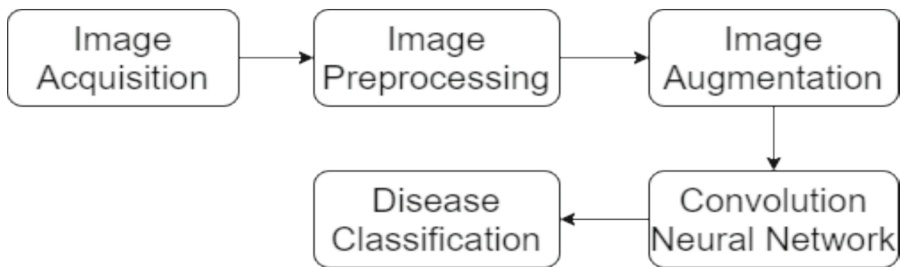 Image
Acquisition
Image
Preprocessing
Image
Augmentation
Convolution
Neural Network
Disease
Classification